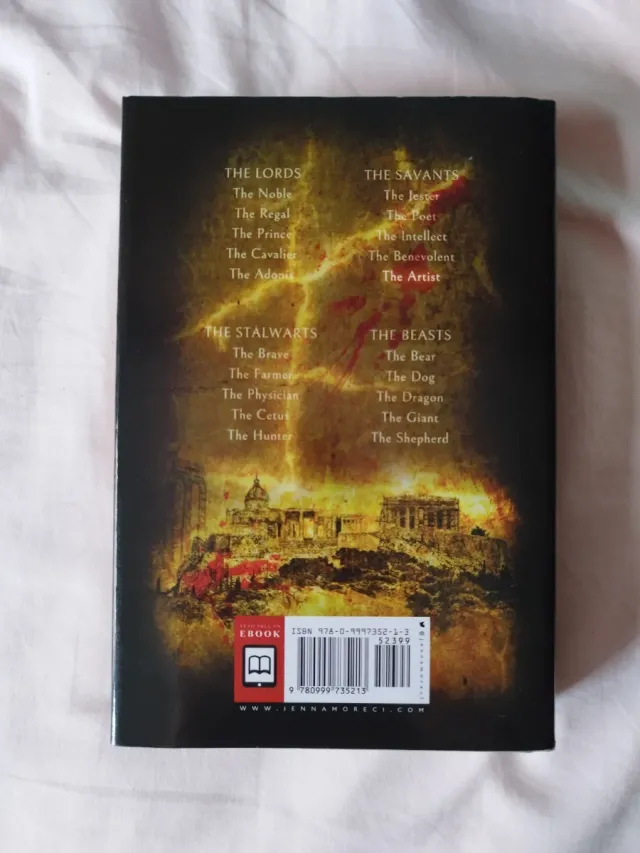 THE LORDS
The Noble
The Regal
The Prince
The Cavalier
The Adonis
THE SAVANTS
The Jester
The Poet
The Intellect
The Benevolent
The Artist
THE STALWARTS
The Brave
The Farmer
The Physician
The Cetus
The Hunter
THE BEASTS
The Bear
The Dog
The Dragon
The Giant
The Shepherd
EBOOK
ISBN 978-0-9997352-1-3
52399
9 780999 735213
WWW.JENNAMORECI.COM